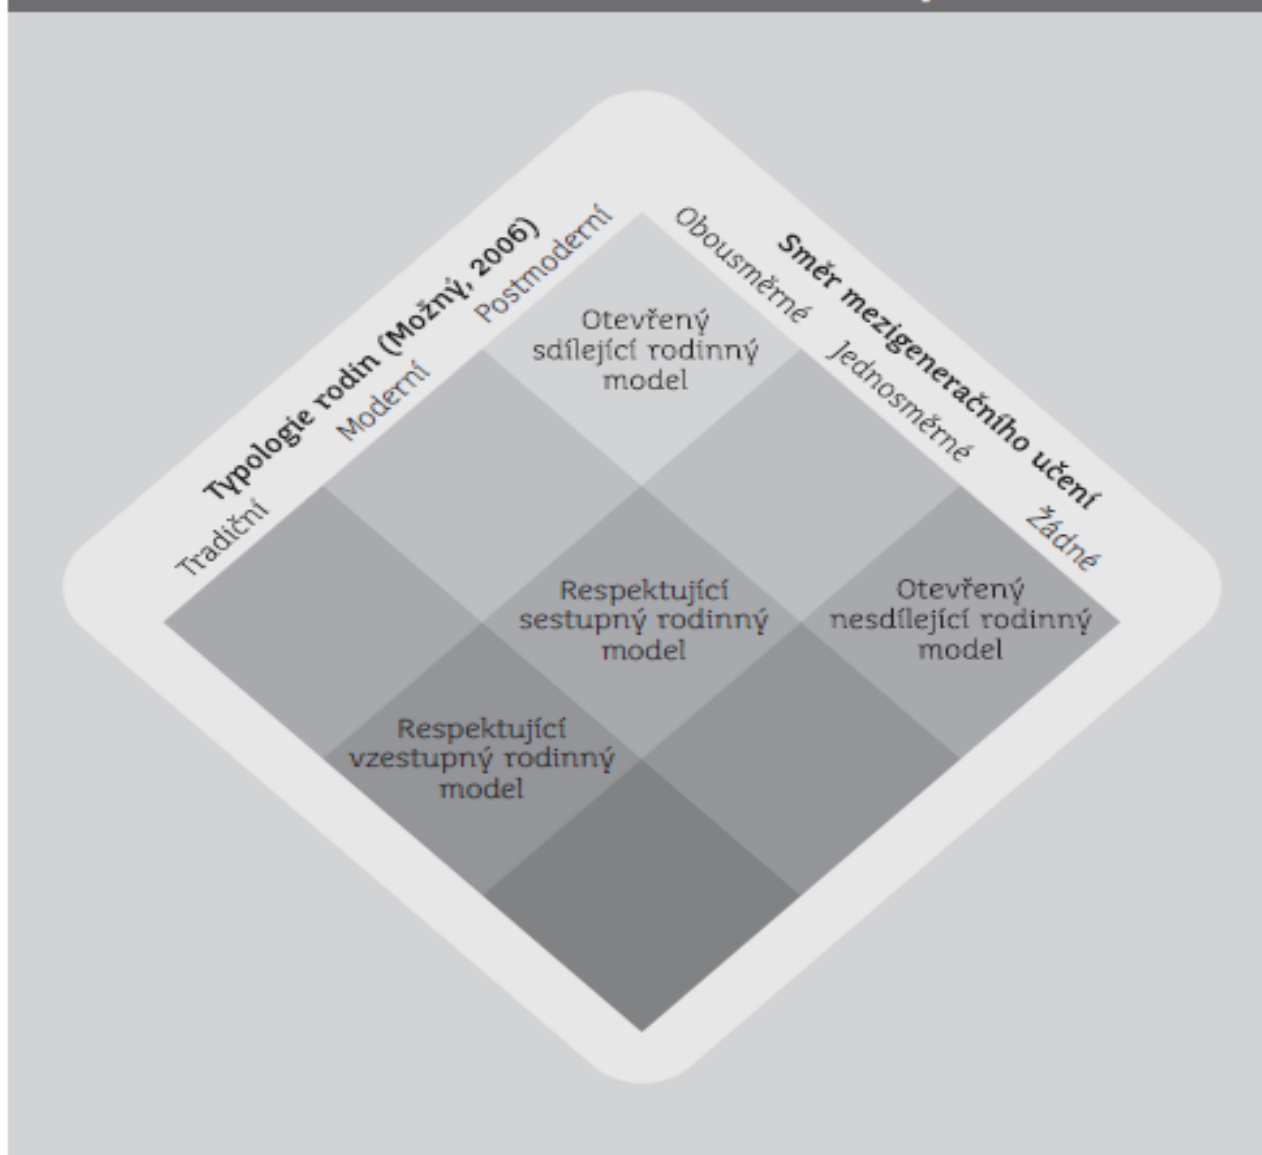 Typologie rodin (Možný, 2006)
Tradiční
Moderní
Postmoderní
Směr mezigeneračního učení
Obousměrné
Jednosměrné
Žádné
Otevřený
sdílející rodinný
model
Respektující
sestupný rodinný
model
Otevřený
nesdílející rodinný
model
Respektující
vzestupný rodinný
model